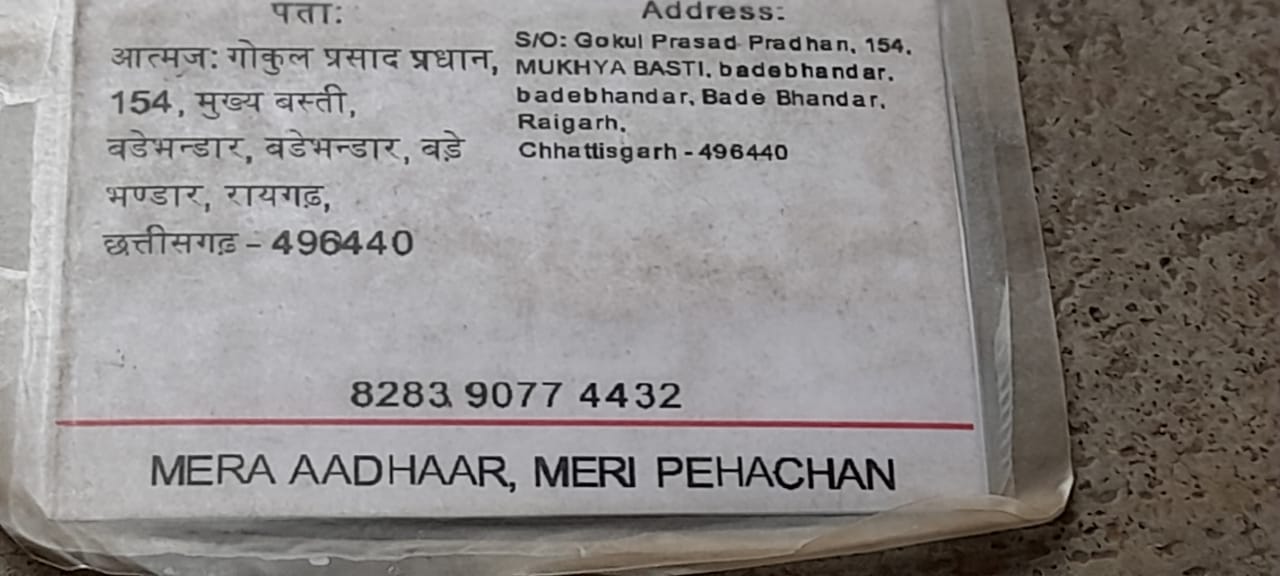 पता:
आत्मज: गोकुल प्रसाद प्रधान,
154, मुख्य बस्ती,
बडेभन्डार, बडेभन्डार, बड़े
भण्डार, रायगढ़,
छत्तीसगढ़ - 496440
Address:
S/O: Gokul Prasad Pradhan, 154,
MUKHYA BASTI, badebhandar,
badebhandar, Bade Bhandar,
Raigarh,
Chhattisgarh - 496440
8283 9077 4432
MERA AADHAAR, MERI PEHACHAN